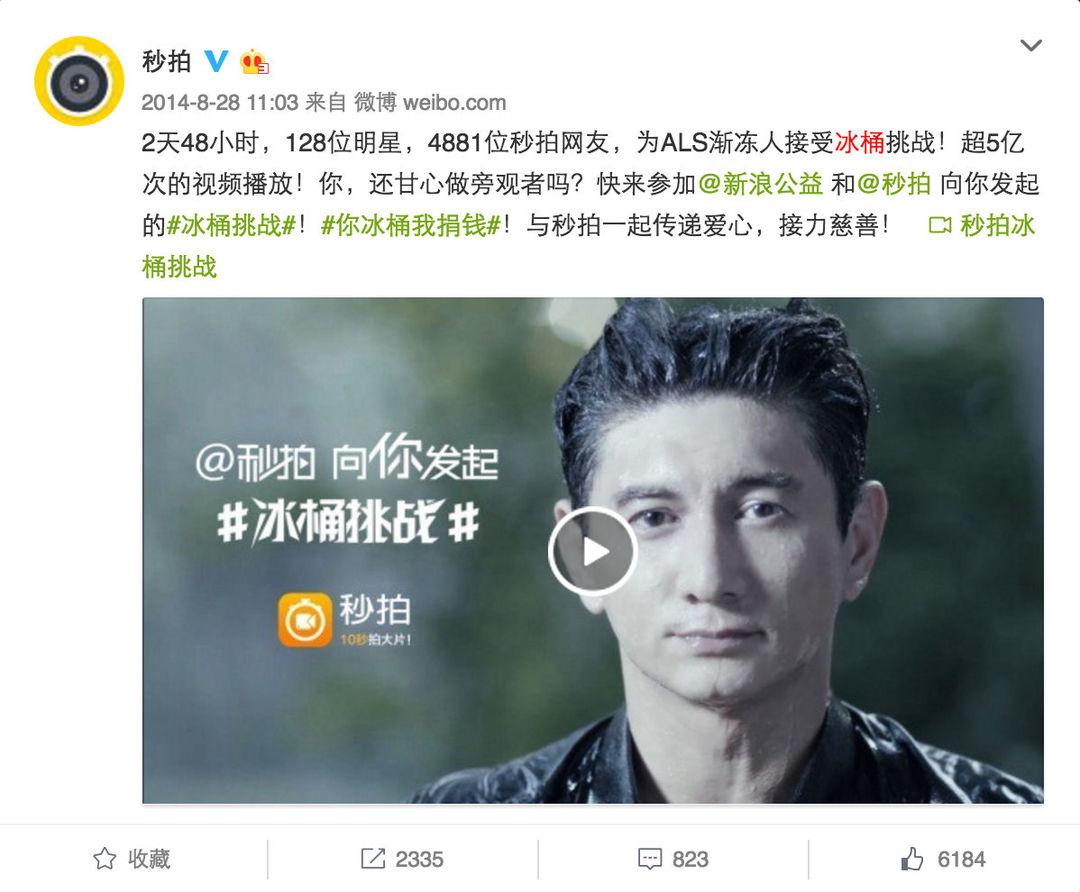 秒拍
2014-8-28 11:03 来自 微博 weibo.com
2天48小时，128位明星，4881位秒拍网友，为ALS渐冻人接受冰桶挑战！超5亿
次的视频播放！你，还甘心做旁观者吗？快来参加@新浪公益 和@秒拍 向你发起
的#冰桶挑战#！#你冰桶我捐钱#！与秒拍一起传递爱心，接力慈善！ 秒拍冰
桶挑战
@秒拍 向你发起
#冰桶挑战#
秒拍
10秒拍大片!
收藏 2335 823 6184